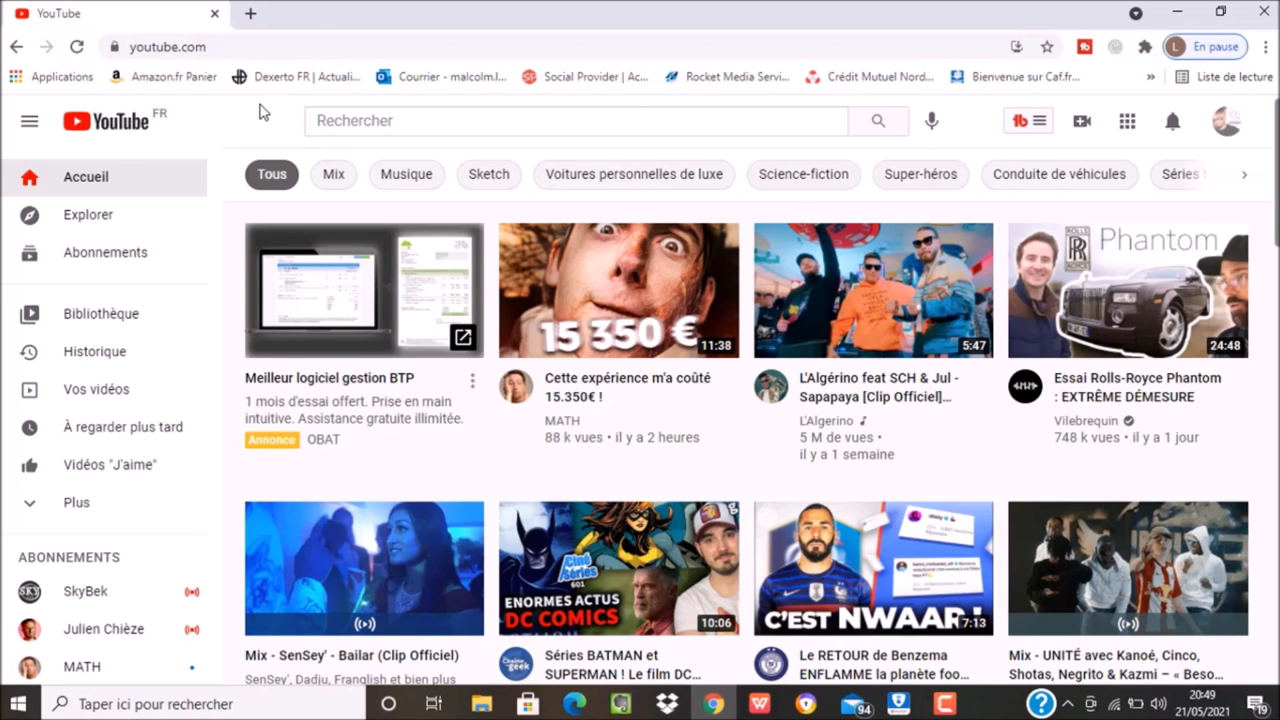 YouTube
youtube.com
En pause
Applications
Amazon.fr Panier
Dexerto FR | Actuali...
Courrier - malcolm.l...
Social Provider | Ac...
Rocket Media Servi...
Crédit Mutuel Nord...
Bienvenue sur Caf.fr...
»
Liste de lecture
YouTube FR
Rechercher
Accueil
Explorer
Abonnements
Bibliothèque
Historique
Vos vidéos
À regarder plus tard
Vidéos "J'aime"
Plus
ABONNEMENTS
SkyBek
Julien Chièze
MATH
Tous
Mix
Musique
Sketch
Voitures personnelles de luxe
Science-fiction
Super-héros
Conduite de véhicules
Séries
Meilleur logiciel gestion BTP
1 mois d'essai offert. Prise en main
intuitive. Assistance gratuite illimitée.
Annonce OBAT
15 350 €
11:38
Cette expérience m'a coûté
15.350€ !
MATH
88 k vues • il y a 2 heures
5:47
L'Algérino feat SCH & Jul -
Sapapaya [Clip Officiel]...
L'Algerino
5 M de vues •
il y a 1 semaine
ROLLS
RR
ROYCE
Phantom
24:48
Essai Rolls-Royce Phantom
: EXTRÊME DÉMESURE
Vilebrequin
748 k vues • il y a 1 jour
Mix - SenSey' - Bailar (Clip Officiel)
SenSey', Dadju, Franglish et bien plus
Ciné
Séries
601
ENORMES ACTUS
DC COMICS
10:06
Séries BATMAN et
SUPERMAN ! Le film DC...
C'EST NWAAR !
7:13
Le RETOUR de Benzema
ENFLAMME la planète foo...
Mix - UNITÉ avec Kanoé, Cinco,
Shotas, Negrito & Kazmi – « Beso...
Taper ici pour rechercher
94
20:49
21/05/2021
19